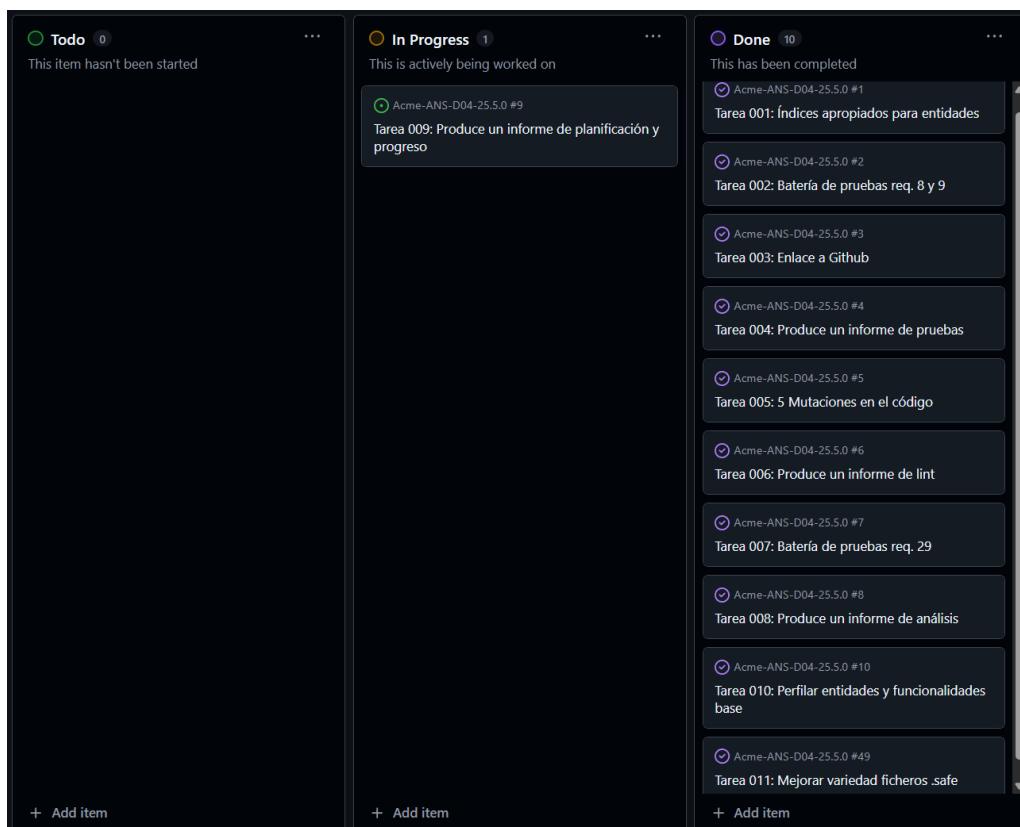 Todo 0
This item hasn't been started
+ Add item
In Progress 1
This is actively being worked on
Acme-ANS-D04-25.5.0 #9
Tarea 009: Produce un informe de planificación y
progreso
+ Add item
Done 10
This has been completed
Acme-ANS-D04-25.5.0 #1
Tarea 001: Índices apropiados para entidades
Acme-ANS-D04-25.5.0 #2
Tarea 002: Batería de pruebas req. 8 y 9
Acme-ANS-D04-25.5.0 #3
Tarea 003: Enlace a Github
Acme-ANS-D04-25.5.0 #4
Tarea 004: Produce un informe de pruebas
Acme-ANS-D04-25.5.0 #5
Tarea 005: 5 Mutaciones en el código
Acme-ANS-D04-25.5.0 #6
Tarea 006: Produce un informe de lint
Acme-ANS-D04-25.5.0 #7
Tarea 007: Batería de pruebas req. 29
Acme-ANS-D04-25.5.0 #8
Tarea 008: Produce un informe de análisis
Acme-ANS-D04-25.5.0 #10
Tarea 010: Perfilar entidades y funcionalidades
base
Acme-ANS-D04-25.5.0 #49
Tarea 011: Mejorar variedad ficheros .safe
+ Add item